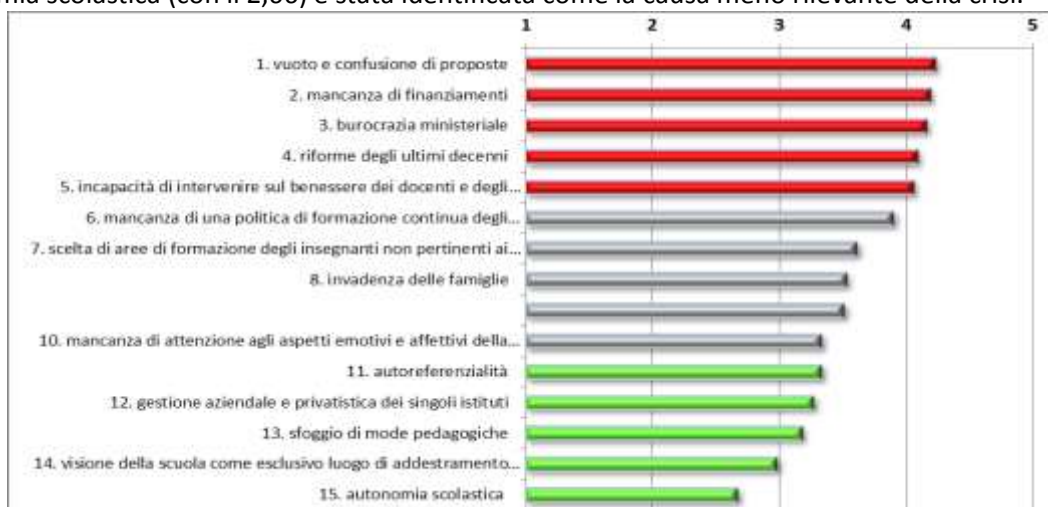 mia scolastica (con il 2,66) è stata identificata come la causa meno rilevante della crisi.
1 2 3 4 5
1. vuoto e confusione di proposte
2. mancanza di finanziamenti
3. burocrazia ministeriale
4. riforme degli ultimi decenni
5. incapacità di intervenire sul benessere dei docenti e degli...
6. mancanza di una politica di formazione continua degli...
7. scelta di aree di formazione degli insegnanti non pertinenti ai...
8. invadenza delle famiglie
10. mancanza di attenzione agli aspetti emotivi e affettivi della...
11. autoreferenzialità
12. gestione aziendale e privatistica dei singoli istituti
13. sfoggio di mode pedagogiche
14. visione della scuola come esclusivo luogo di addestramento...
15. autonomia scolastica